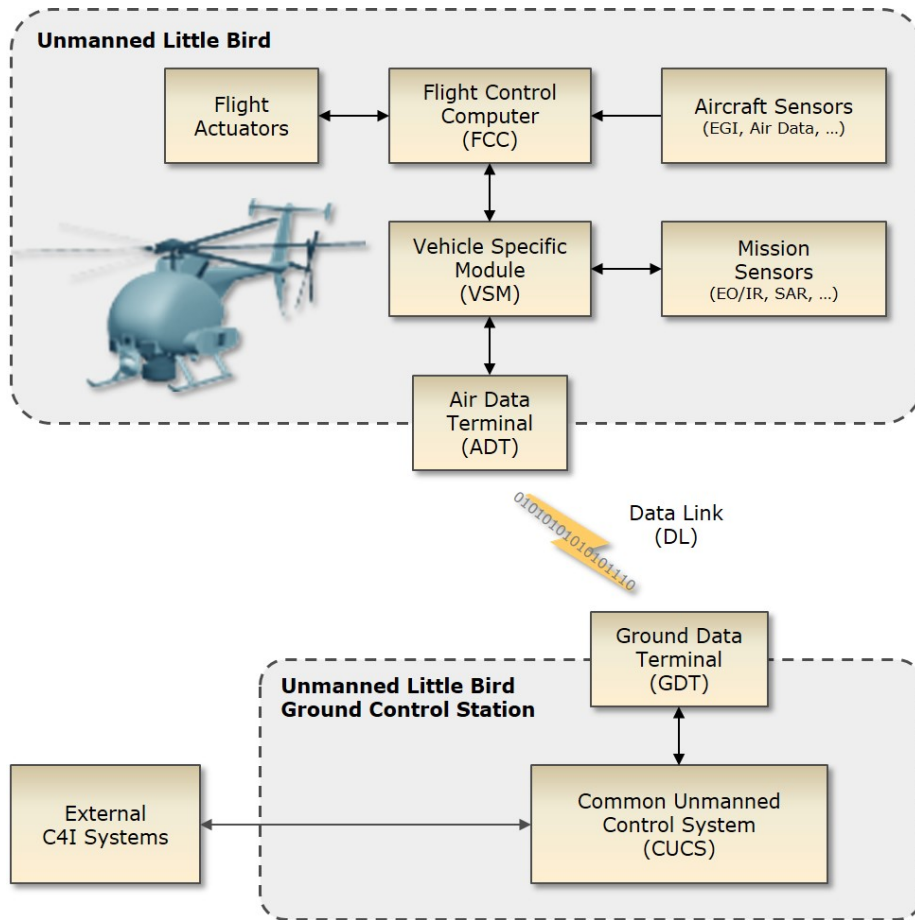 Unmanned Little Bird
Flight
Actuators
Flight Control
Computer
(FCC)
Aircraft Sensors
(EGI, Air Data, ...)
Vehicle Specific
Module
(VSM)
Mission
Sensors
(EO/IR, SAR, ...)
Air Data
Terminal
(ADT)
010101010101011110
Data Link
(DL)
Ground Data
Terminal
(GDT)
Unmanned Little Bird
Ground Control Station
External
C4I Systems
Common Unmanned
Control System
(CUCS)